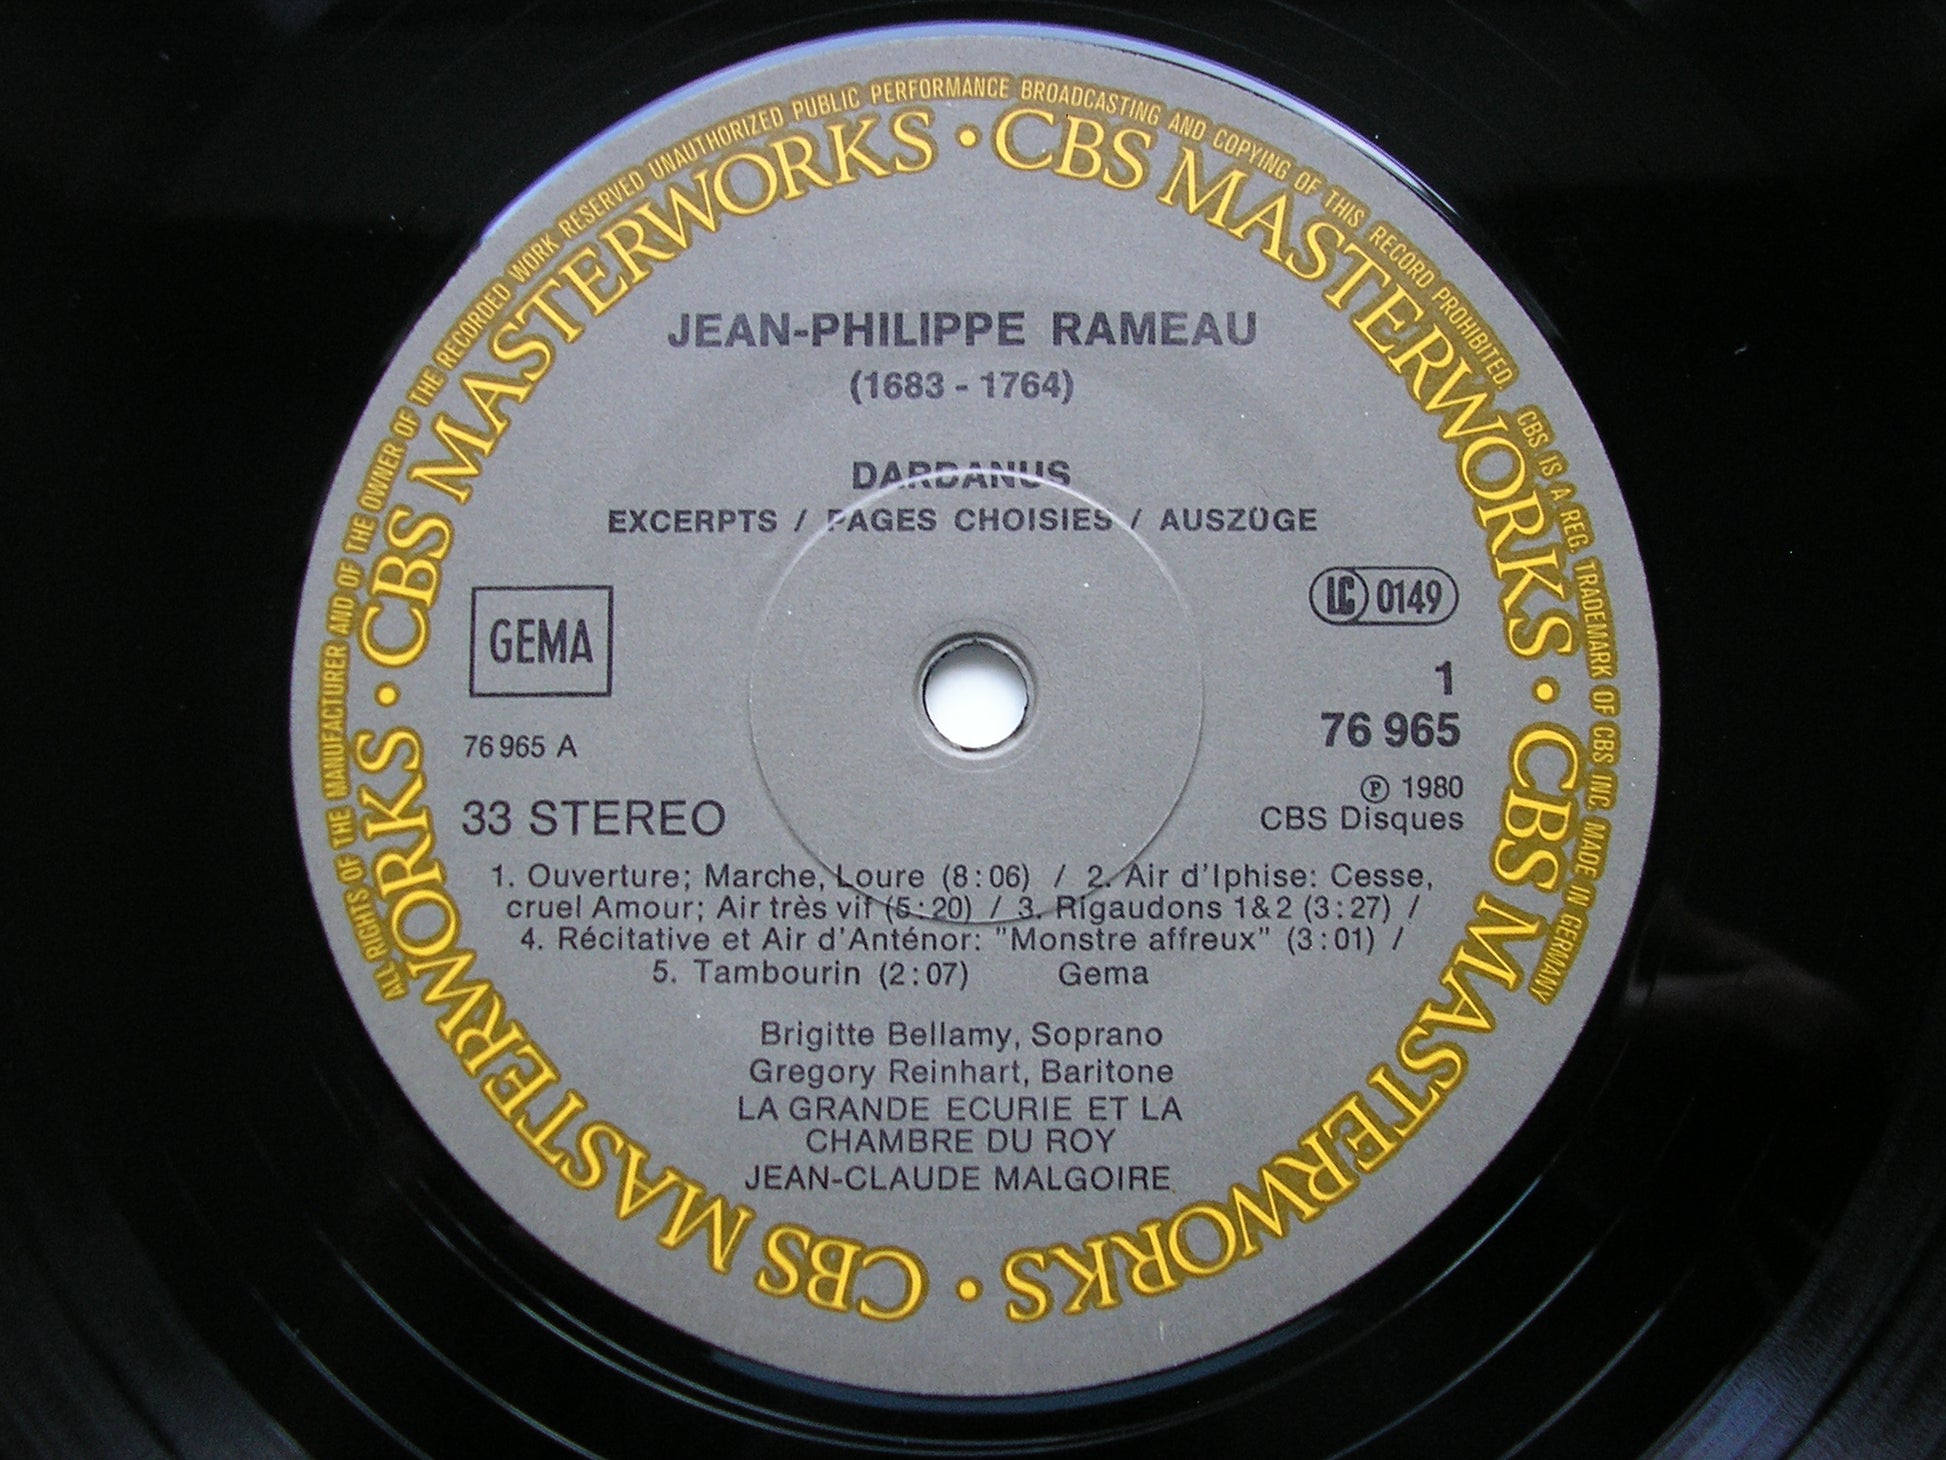 ALL RIGHTS OF THE MANUFACTURER AND OF THE OWNER OF THE RECORDED WORK RESERVED UNAUTHORIZED PUBLIC PERFORMANCE BROADCASTING AND COPYING OF THIS RECORD PROHIBITED. CBS IS A REG. TRADEMARK OF CBS INC. MADE IN GERMANY
CBS MASTERWORKS • CBS MASTERWORKS • CBS MASTERWORKS • CBS MASTERWORKS •
JEAN-PHILIPPE RAMEAU
(1683 - 1764)
DARDANUS
EXCERPTS / PAGES CHOISIES / AUSZÜGE
GEMA
LC 0149
1
76 965
76 965 A
℗ 1980
33 STEREO
CBS Disques
1. Ouverture; Marche, Loure (8:06) / 2. Air d'Iphise: Cesse,
cruel Amour; Air très vif (5:20) / 3. Rigaudons 1&2 (3:27) /
4. Récitative et Air d'Anténor: "Monstre affreux" (3:01) /
5. Tambourin (2:07) Gema
Brigitte Bellamy, Soprano
Gregory Reinhart, Baritone
LA GRANDE ECURIE ET LA
CHAMBRE DU ROY
JEAN-CLAUDE MALGOIRE